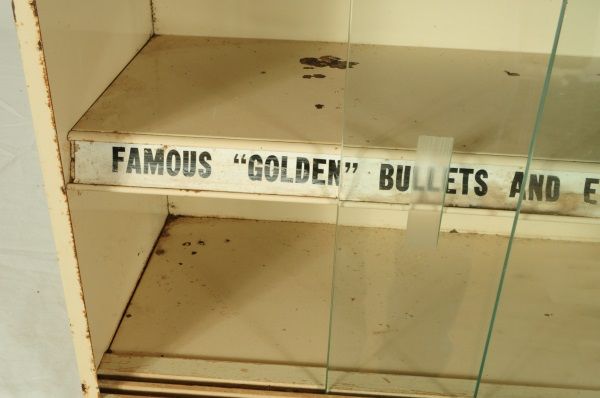 FAMOUS “GOLDEN” BULLETS AND E